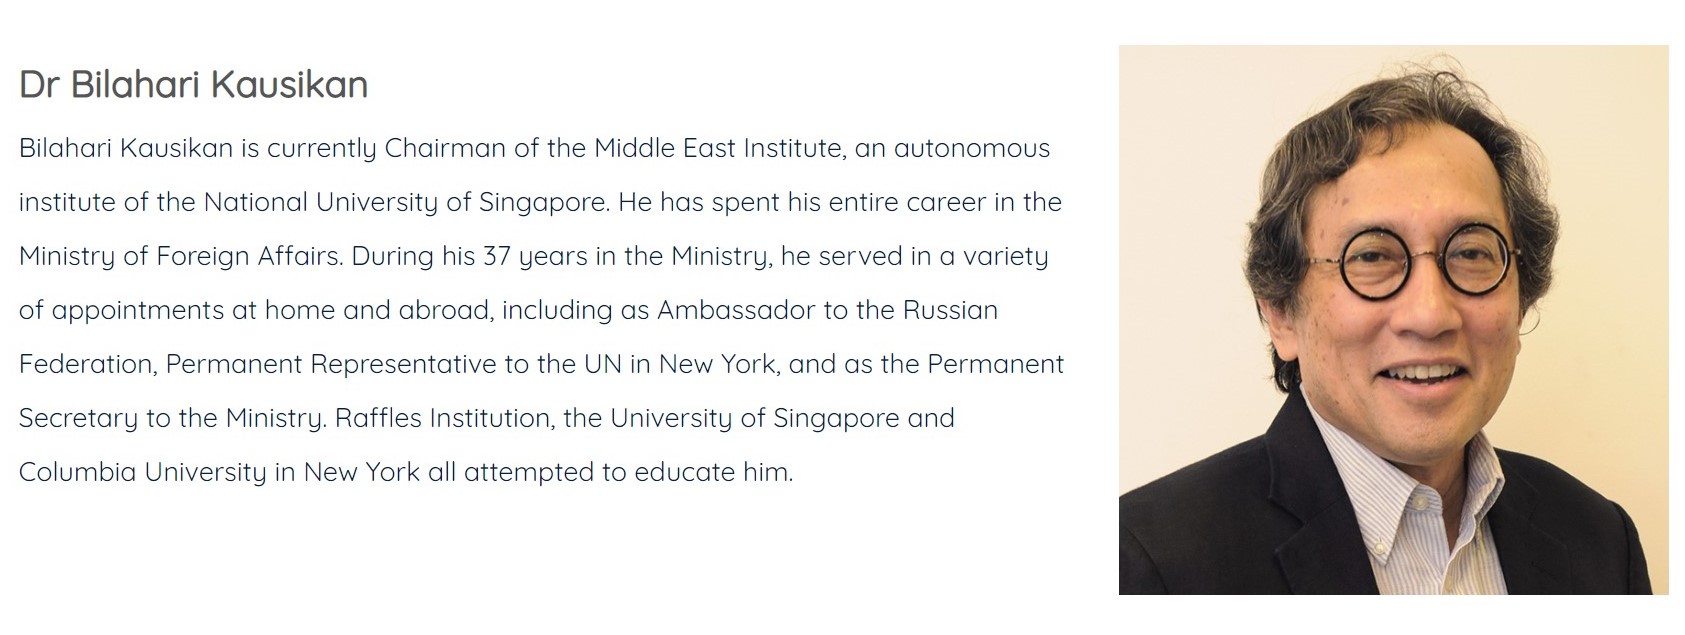 Dr Bilahari Kausikan
Bilahari Kausikan is currently Chairman of the Middle East Institute, an autonomous
institute of the National University of Singapore. He has spent his entire career in the
Ministry of Foreign Affairs. During his 37 years in the Ministry, he served in a variety
of appointments at home and abroad, including as Ambassador to the Russian
Federation, Permanent Representative to the UN in New York, and as the Permanent
Secretary to the Ministry. Raffles Institution, the University of Singapore and
Columbia University in New York all attempted to educate him.